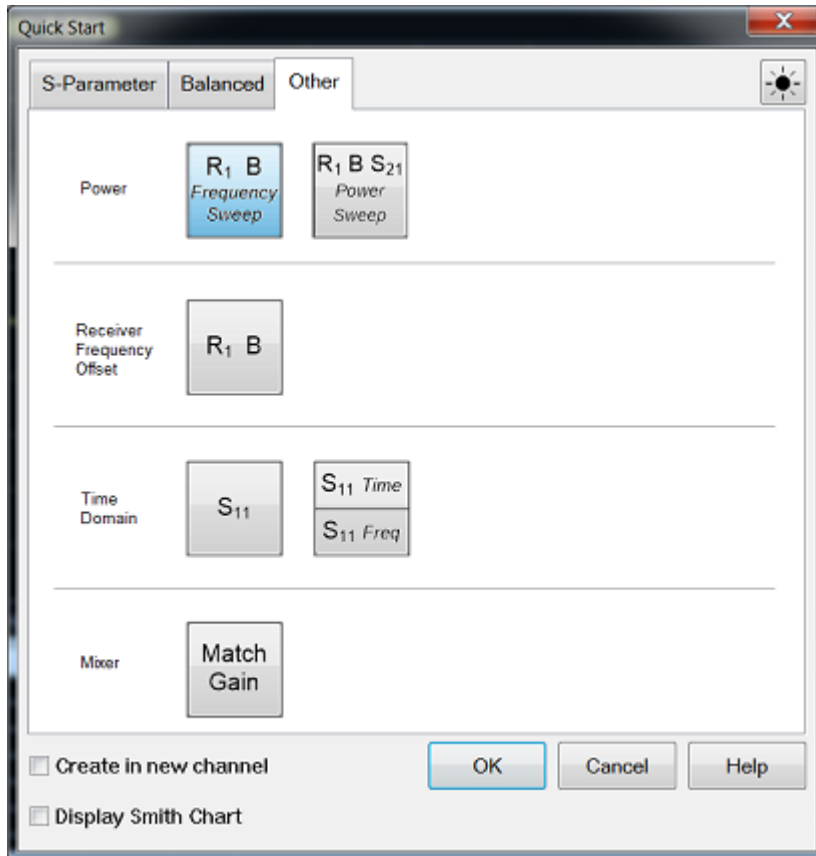 Quick Start
X
S-Parameter Balanced Other
Power
R₁ B
Frequency
Sweep
R₁ B S₂₁
Power
Sweep
Receiver
Frequency
Offset
R₁ B
Time
Domain
S₁₁
S₁₁ Time
S₁₁ Freq
Mixer
Match
Gain
Create in new channel
OK Cancel Help
Display Smith Chart